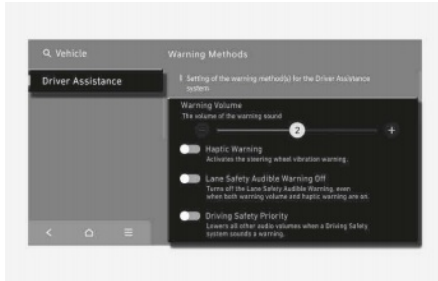 Vehicle
Warning Methods
Driver Assistance
Setting of the warning method(s) for the Driver Assistance
system
Warning Volume
The volume of the warning sound
2
Haptic Warning
Activates the steering wheel vibration warning.
Lane Safety Audible Warning Off
Turns off the Lane Safety Audible Warning, even
when both warning volume and haptic warning are on.
Driving Safety Priority
Lowers all other audio volumes when a Driving Safety
system sounds a warning.